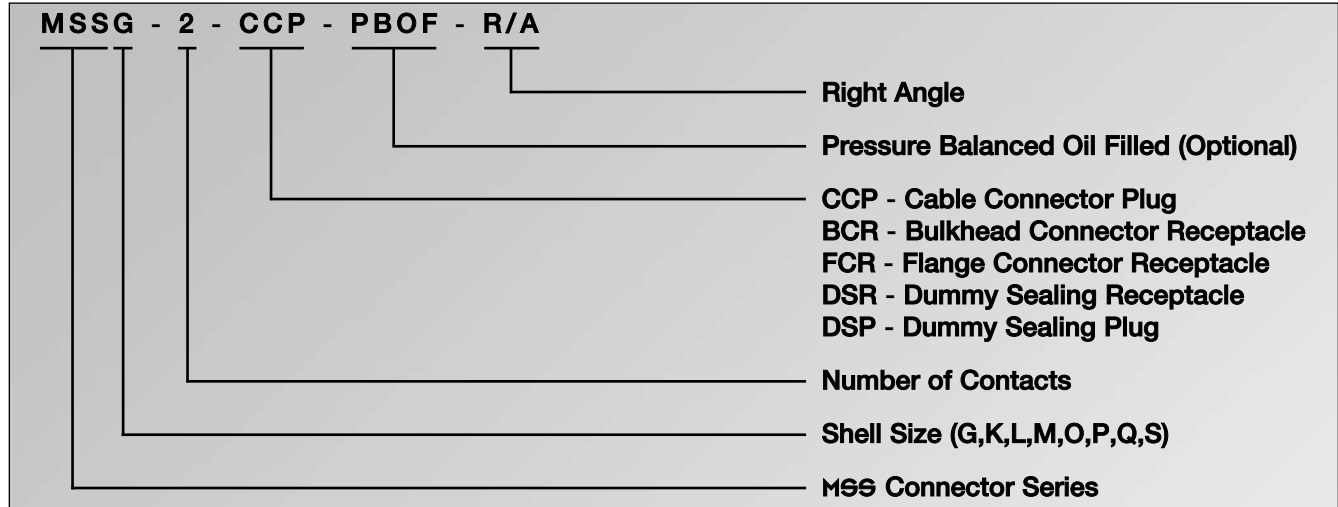 MSSG - 2 - CCP - PBOF - R/A
Right Angle
Pressure Balanced Oil Filled (Optional)
CCP - Cable Connector Plug
BCR - Bulkhead Connector Receptacle
FCR - Flange Connector Receptacle
DSR - Dummy Sealing Receptacle
DSP - Dummy Sealing Plug
Number of Contacts
Shell Size (G,K,L,M,O,P,Q,S)
MSS Connector Series